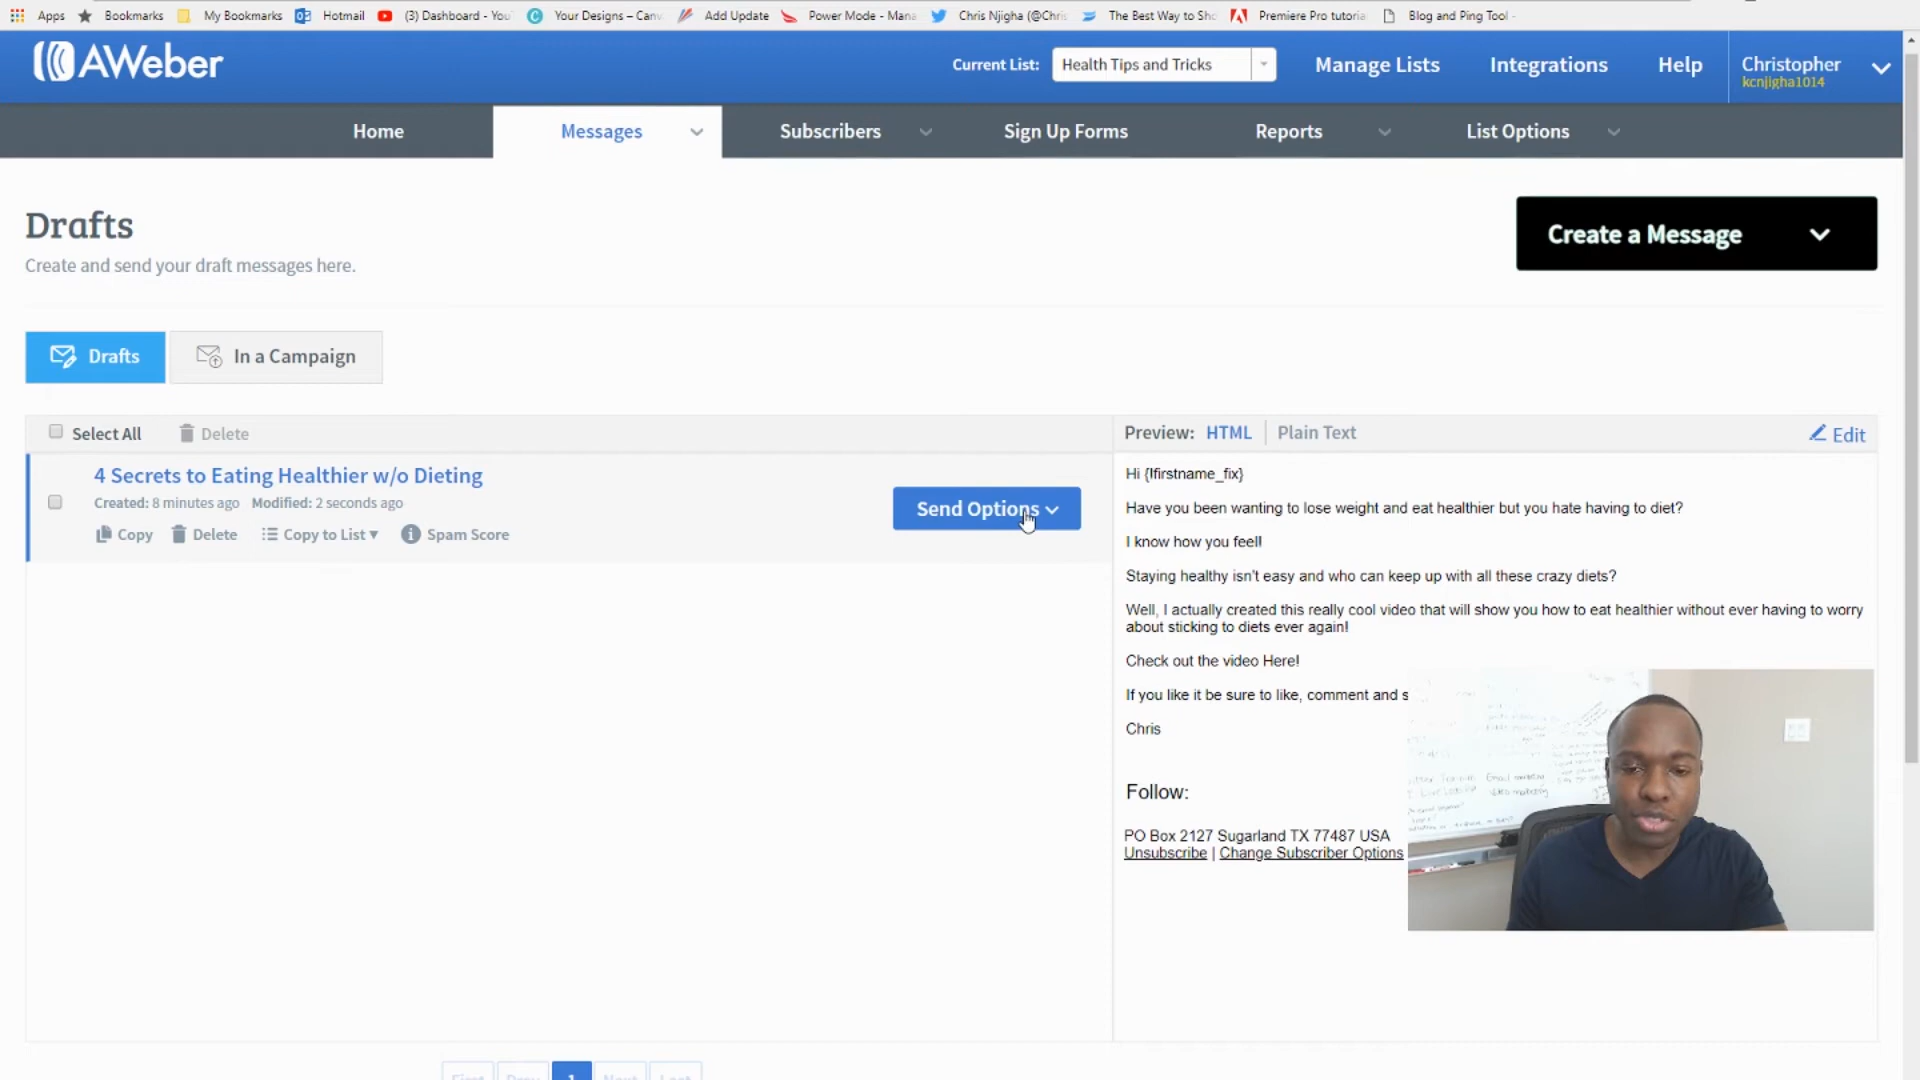 Apps
Bookmarks
My Bookmarks
Hotmail
(3) Dashboard - You
Your Designs – Canv
Add Update
Power Mode - Mana
Chris Njigha (@Chris
The Best Way to Sho
Premiere Pro tutoria
Blog and Ping Tool -
AWeber
Current List:
Health Tips and Tricks
Manage Lists
Integrations
Help
Christopher
kcnjigha1014
Home
Messages
Subscribers
Sign Up Forms
Reports
List Options
Drafts
Create and send your draft messages here.
Create a Message
Drafts
In a Campaign
Select All
Delete
4 Secrets to Eating Healthier w/o Dieting
Created: 8 minutes ago Modified: 2 seconds ago
Copy
Delete
Copy to List
Spam Score
Send Options
Preview: HTML
Plain Text
Edit
Hi {!firstname_fix}
Have you been wanting to lose weight and eat healthier but you hate having to diet?
I know how you feel!
Staying healthy isn't easy and who can keep up with all these crazy diets?
Well, I actually created this really cool video that will show you how to eat healthier without ever having to worry
about sticking to diets ever again!
Check out the video Here!
If you like it be sure to like, comment and s
Chris
Follow:
PO Box 2127 Sugarland TX 77487 USA
Unsubscribe | Change Subscriber Options
First
Prev
1
Next
Last